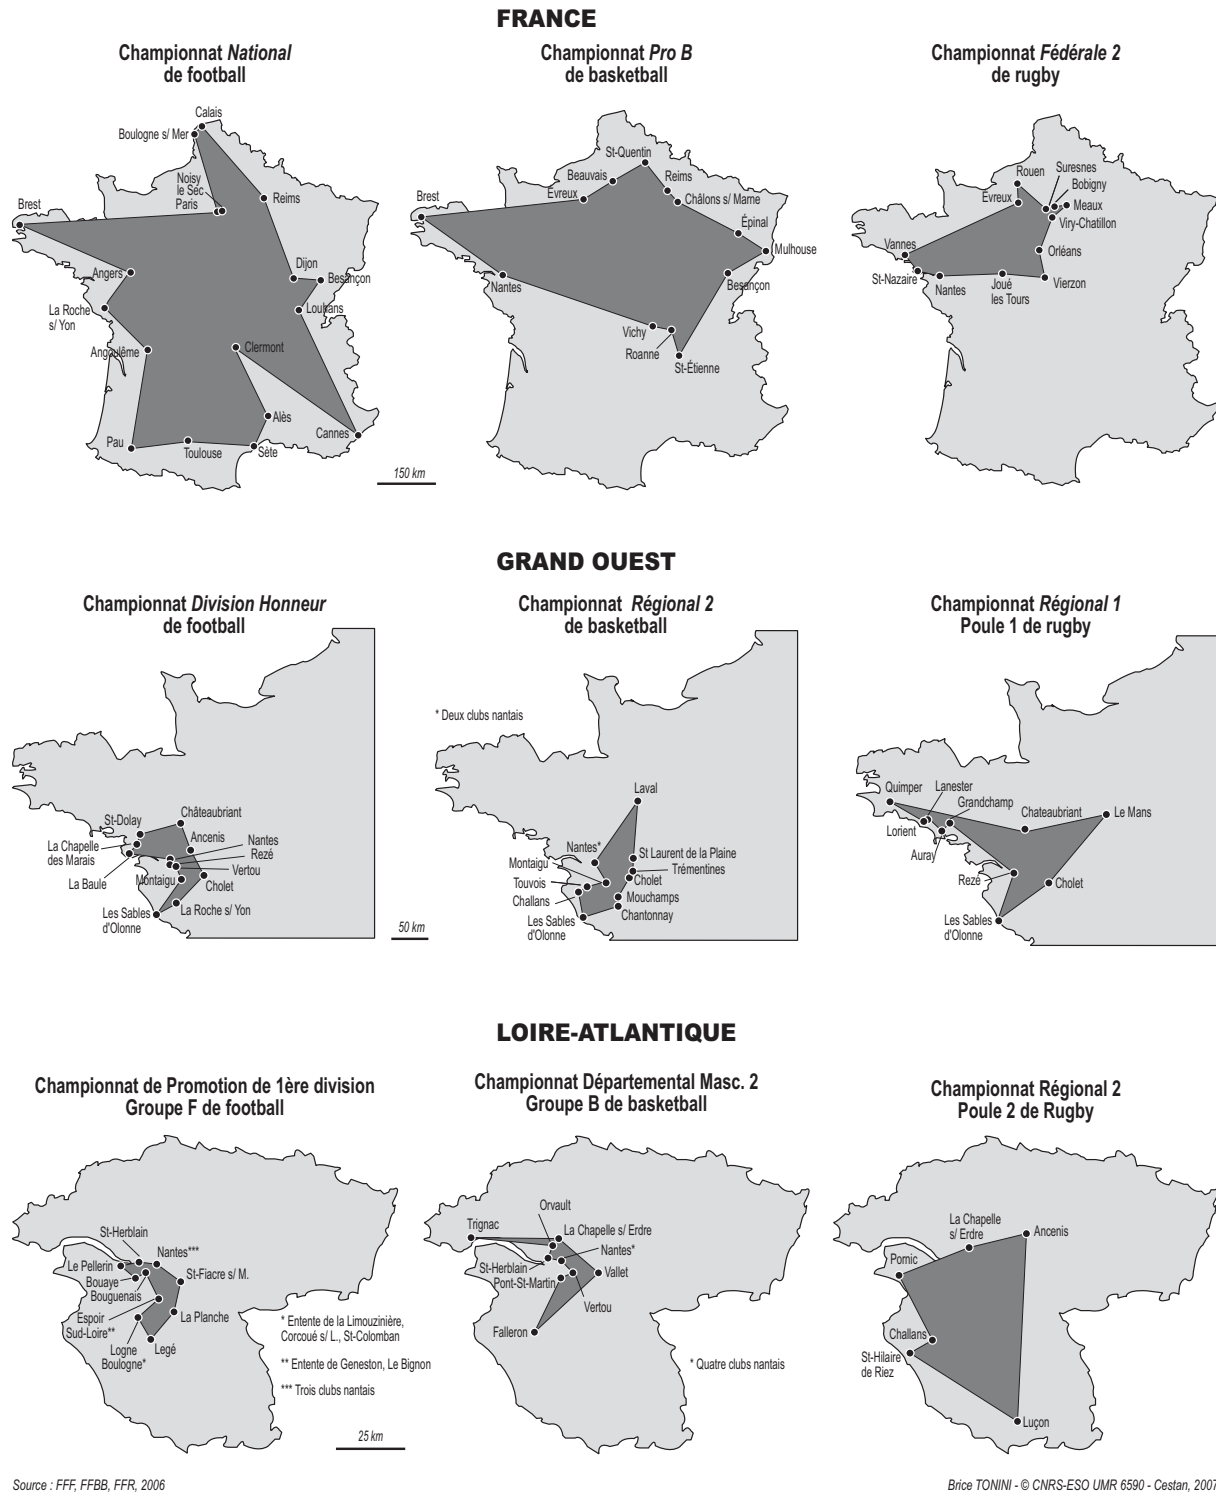 FRANCE
Championnat National
de football
Championnat Pro B
de basketball
Championnat Fédérale 2
de rugby
Calais
Boulogne s/ Mer
Noisy
le Sec
Paris
Reims
Brest
Dijon
Besançon
Angers
La Roche
s/ Yon
Louhans
Angoulême
Clermont
Alès
Pau
Toulouse
Sète
Cannes
150 km
St-Quentin
Beauvais
Reims
Evreux
Châlons s/ Marne
Brest
Épinal
Mulhouse
Besançon
Nantes
Vichy
Roanne
St-Étienne
Rouen
Suresnes
Bobigny
Evreux
Meaux
Viry-Chatillon
Vannes
Orléans
St-Nazaire
Nantes
Joué
les Tours
Vierzon
GRAND OUEST
Championnat Division Honneur
de football
Championnat Régional 2
de basketball
Championnat Régional 1
Poule 1 de rugby
Châteaubriant
St-Dolay
Ancenis
Nantes
La Chapelle
des Marais
Rezé
Vertou
La Baule
Montaigu
Cholet
Les Sables
d'Olonne
La Roche s/ Yon
50 km
* Deux clubs nantais
Laval
Nantes*
St Laurent de la Plaine
Montaigu
Trémentines
Touvois
Cholet
Challans
Mouchamps
Les Sables
d'Olonne
Chantonnay
Quimper
Lanester
Grandchamp
Chateaubriant
Le Mans
Lorient
Auray
Rezé
Cholet
Les Sables
d'Olonne
LOIRE-ATLANTIQUE
Championnat de Promotion de 1ère division
Groupe F de football
Championnat Départemental Masc. 2
Groupe B de basketball
Championnat Régional 2
Poule 2 de Rugby
St-Herblain
Nantes***
Le Pellerin
St-Fiacre s/ M.
Bouaye
Bouguenais
Espoir
Sud-Loire**
La Planche
Logne
Boulogne*
Legé
* Entente de la Limouzinière,
Corcoué s/ L., St-Colomban
** Entente de Geneston, Le Bignon
*** Trois clubs nantais
25 km
Orvault
Trignac
La Chapelle s/ Erdre
Nantes*
St-Herblain
Pont-St-Martin
Vallet
Vertou
Falleron
* Quatre clubs nantais
La Chapelle
s/ Erdre
Ancenis
Pornic
Challans
St-Hilaire
de Riez
Luçon
Source : FFF, FFBB, FFR, 2006
Brice TONINI - © CNRS-ESO UMR 6590 - Cestan, 2007